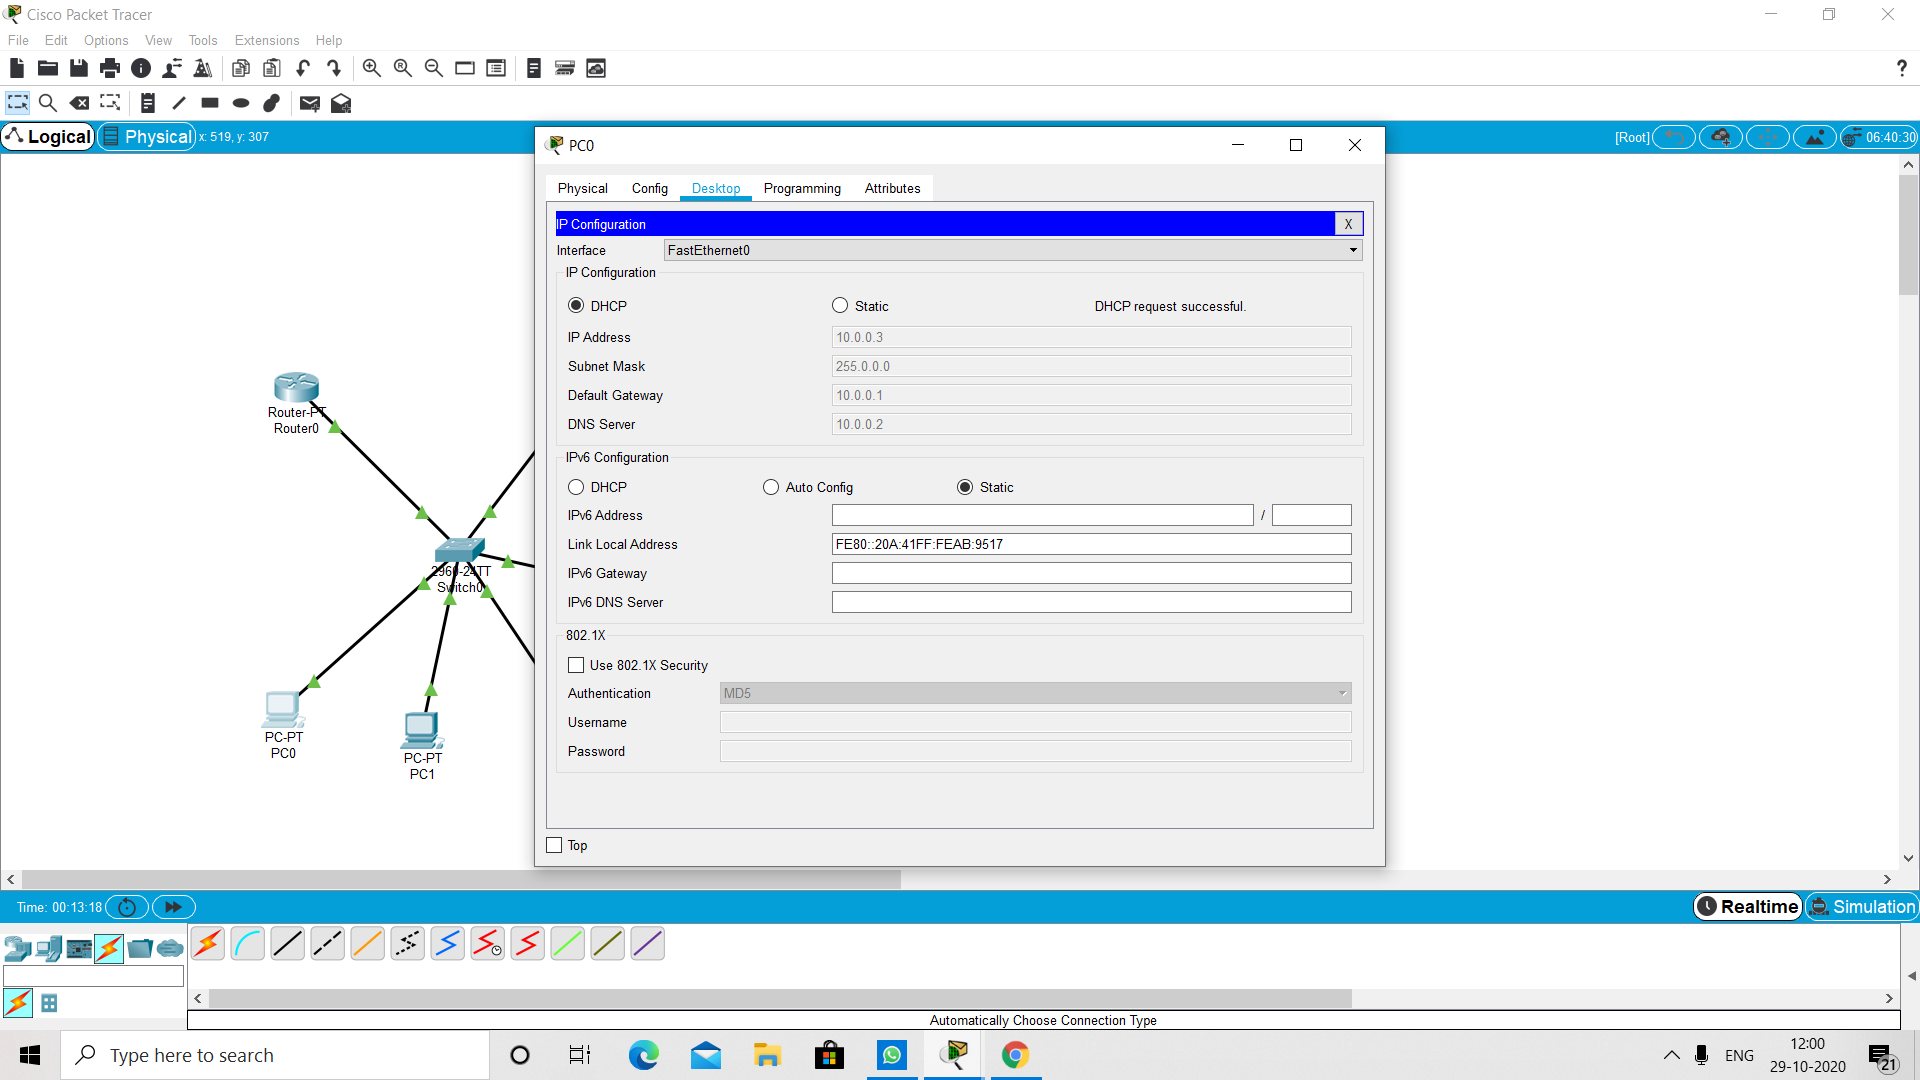 Cisco Packet Tracer
File Edit Options View Tools Extensions Help
?
Logical Physical x: 519, y: 307
[Root] 06:40:30
PC0
Physical Config Desktop Programming Attributes
IP Configuration X
Interface FastEthernet0
IP Configuration
DHCP Static DHCP request successful.
IP Address 10.0.0.3
Subnet Mask 255.0.0.0
Default Gateway 10.0.0.1
DNS Server 10.0.0.2
IPv6 Configuration
DHCP Auto Config Static
IPv6 Address /
Link Local Address FE80::20A:41FF:FEAB:9517
IPv6 Gateway
IPv6 DNS Server
802.1X
Use 802.1X Security
Authentication MD5
Username
Password
Top
Router-PT
Router0
2960-24TT
Switch0
PC-PT
PC0
PC-PT
PC1
Time: 00:13:18
Realtime Simulation
Automatically Choose Connection Type
Type here to search
ENG
12:00
29-10-2020
21